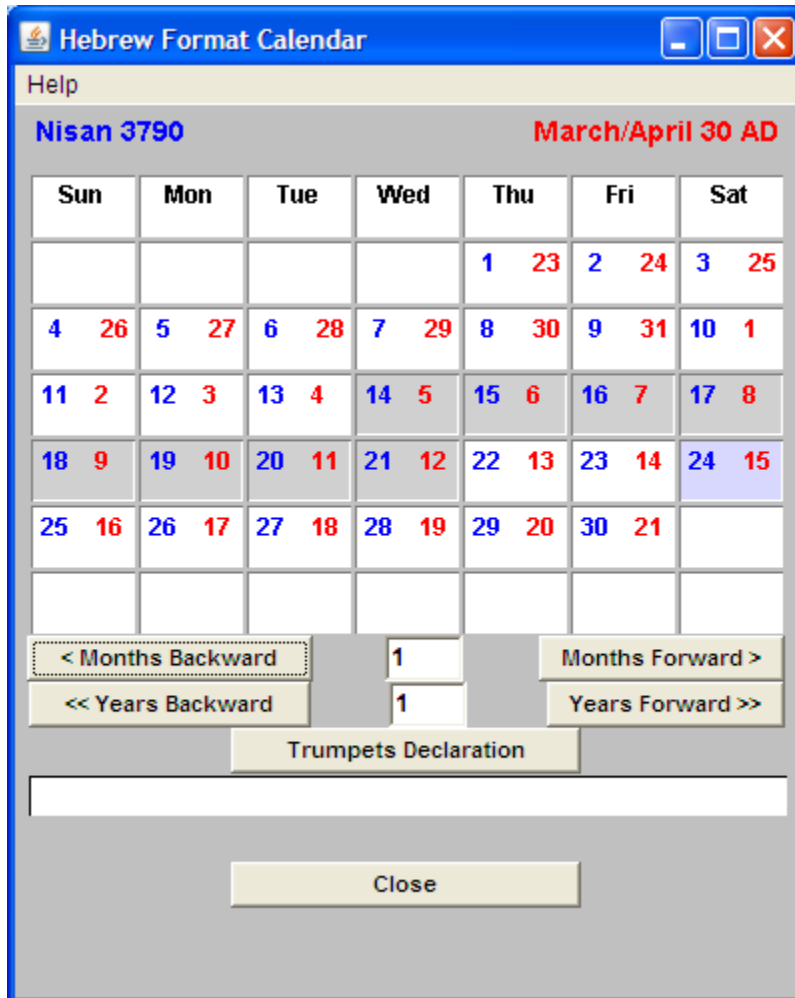 Hebrew Format Calendar
Help
Nisan 3790 March/April 30 AD
Sun Mon Tue Wed Thu Fri Sat
1 23 2 24 3 25
4 26 5 27 6 28 7 29 8 30 9 31 10 1
11 2 12 3 13 4 14 5 15 6 16 7 17 8
18 9 19 10 20 11 21 12 22 13 23 14 24 15
25 16 26 17 27 18 28 19 29 20 30 21
< Months Backward 1 Months Forward >
<< Years Backward 1 Years Forward >>
Trumpets Declaration
Close